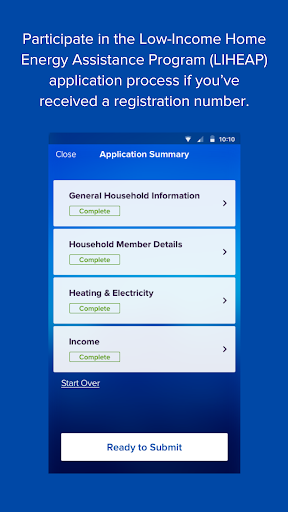 Participate in the Low-Income Home
Energy Assistance Program (LIHEAP)
application process if you've
received a registration number.
10:10
Close
Application Summary
General Household Information
Complete
Household Member Details
Complete
Heating & Electricity
Complete
Income
Complete
Start Over
Ready to Submit